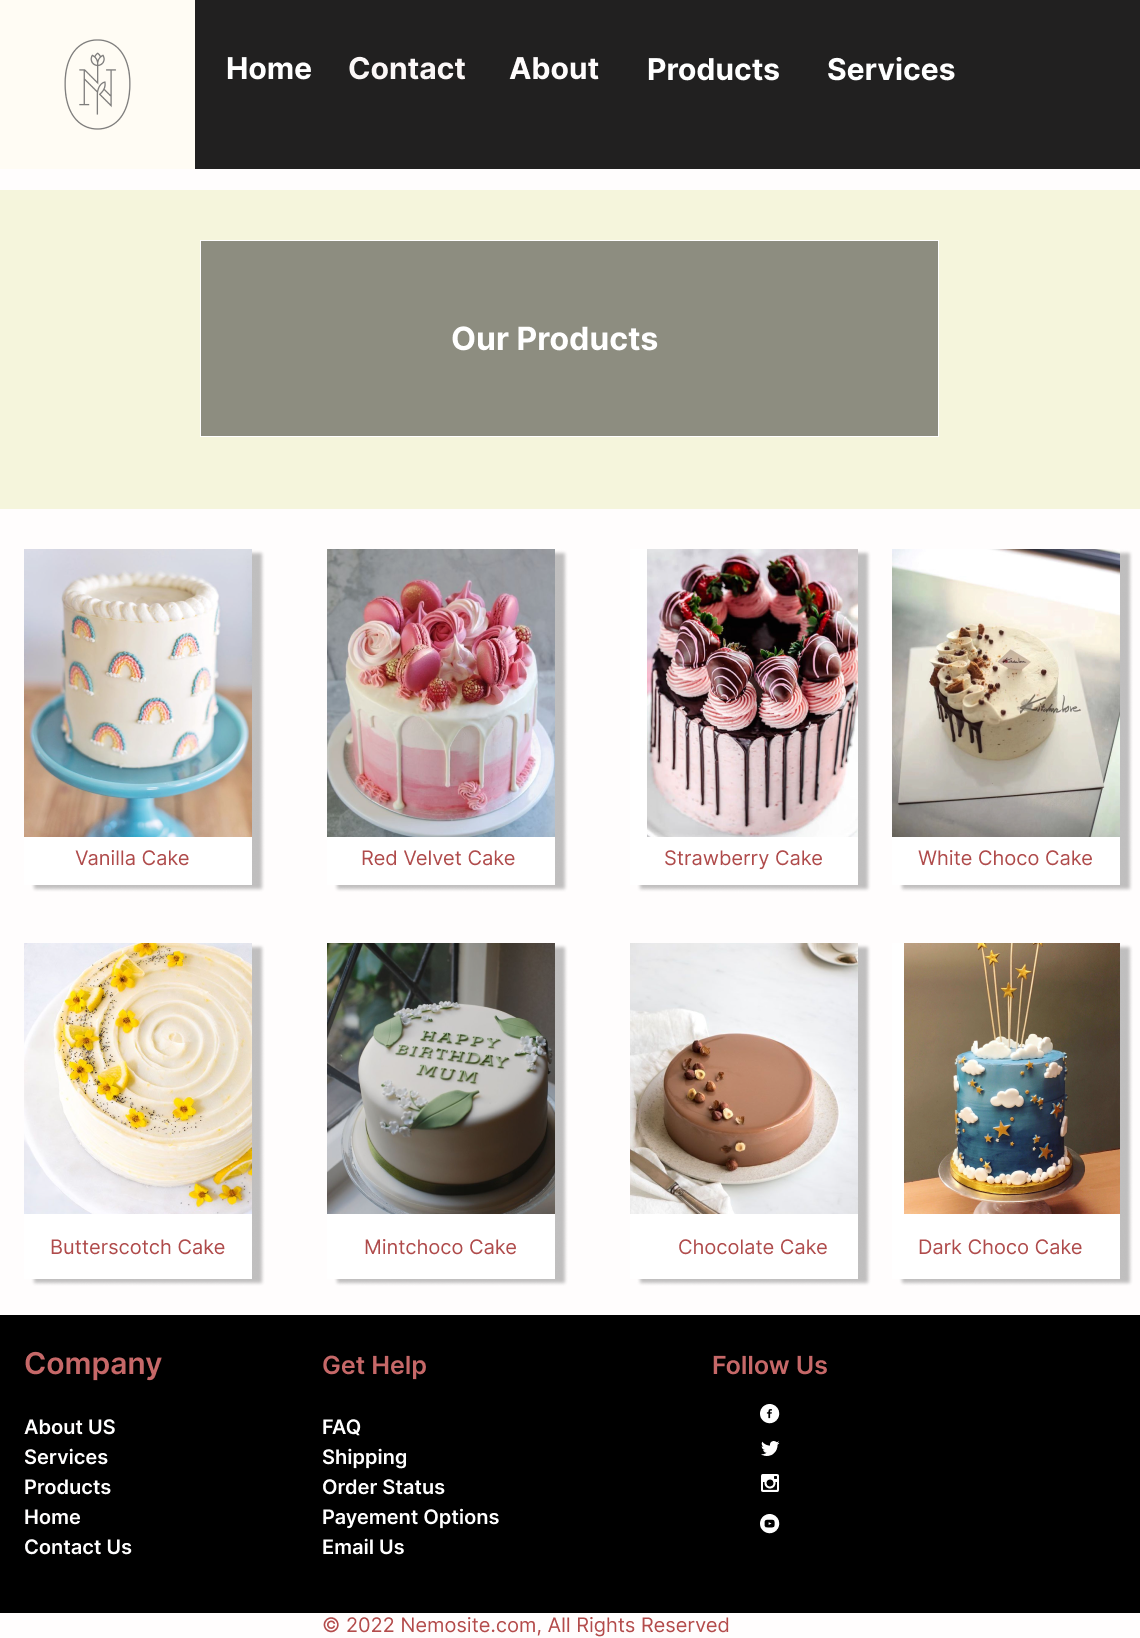 N
Home Contact About Products Services
Our Products
Vanilla Cake
Red Velvet Cake
Strawberry Cake
White Choco Cake
HAPPY
BIRTHDAY
MUM
Butterscotch Cake
Mintchoco Cake
Chocolate Cake
Dark Choco Cake
Company
About US
Services
Products
Home
Contact Us
Get Help
FAQ
Shipping
Order Status
Payement Options
Email Us
Follow Us
© 2022 Nemosite.com, All Rights Reserved